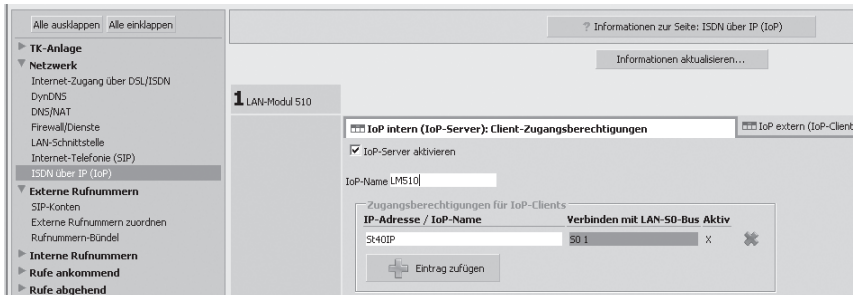 Alle ausklappen Alle einklappen
TK-Anlage
Netzwerk
Internet-Zugang über DSL/ISDN
DynDNS
DNS/NAT
Firewall/Dienste
LAN-Schnittstelle
Internet-Telefonie (SIP)
ISDN über IP (IoP)
Externe Rufnummern
SIP-Konten
Externe Rufnummern zuordnen
Rufnummern-Bündel
Interne Rufnummern
Rufe ankommend
Rufe abgehend
? Informationen zur Seite: ISDN über IP (IoP)
Informationen aktualisieren...
1 LAN-Modul 510
IoP intern (IoP-Server): Client-Zugangsberechtigungen
IoP extern (IoP-Client
IoP-Server aktivieren
IoP-Name LM510
Zugangsberechtigungen für IoP-Clients
IP-Adresse / IoP-Name Verbinden mit LAN-S0-Bus Aktiv
St40IP S0 1 X
Eintrag zufügen